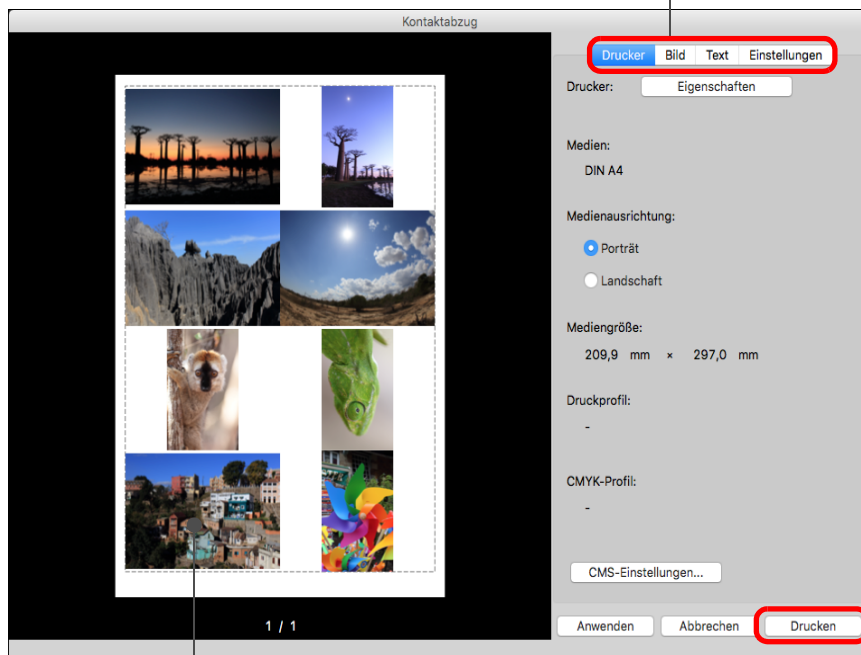 Kontaktabzug
Drucker Bild Text Einstellungen
Drucker: Eigenschaften
Medien:
DIN A4
Medienausrichtung:
Porträt
Landschaft
Mediengröße:
209,9 mm × 297,0 mm
Druckprofil:
-
CMYK-Profil:
-
CMS-Einstellungen...
1 / 1
Anwenden Abbrechen Drucken